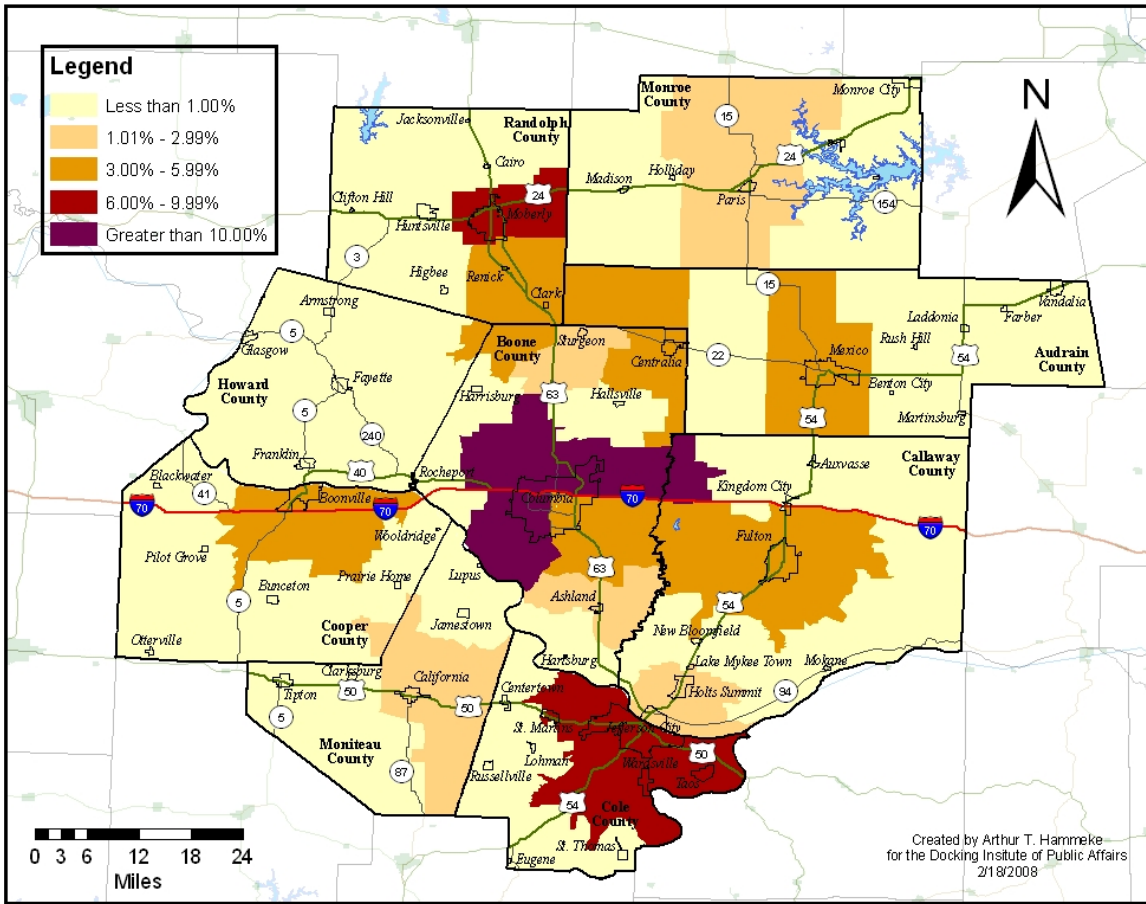 Legend
Less than 1.00%
1.01% - 2.99%
3.00% - 5.99%
6.00% - 9.99%
Greater than 10.00%
N
Monroe
County
Monroe City
15
Jacksonville
Randolph
County
Cairo
24
Madison
Holliday
24
Paris
154
Clifton Hill
Huntsville
Moberly
24
3
Higbee
Renick
Clark
Armstrong
5
Glasgow
Howard
County
Fayette
5
240
Franklin
40
Rocheport
Boone
County
Sturgeon
Centralia
63
Harrisburg
Hallsville
22
15
Mexico
Rush Hill
Laddonia
Farber
Vandalia
54
Audrain
County
Benton City
Martinsburg
54
Auxvasse
Callaway
County
Blackwater
41
70
Boonville
70
Columbia
70
Kingdom City
70
Wooldridge
Pilot Grove
Prairie Home
Bunceton
5
Cooper
County
Otterville
Lupus
Jamestown
63
Ashland
Fulton
54
New Bloomfield
Hartsburg
Lake Mykee Town
Mokane
Holts Summit
94
Clarksburg
Tipton
50
California
50
5
Moniteau
County
87
Centertown
St. Martins
Jefferson City
50
Lohman
Wardsville
Taos
Russellville
54
Cole
County
St. Thomas
Eugene
0 3 6 12 18 24
Miles
Created by Arthur T. Hammeke
for the Docking Insitute of Public Affairs
2/18/2008